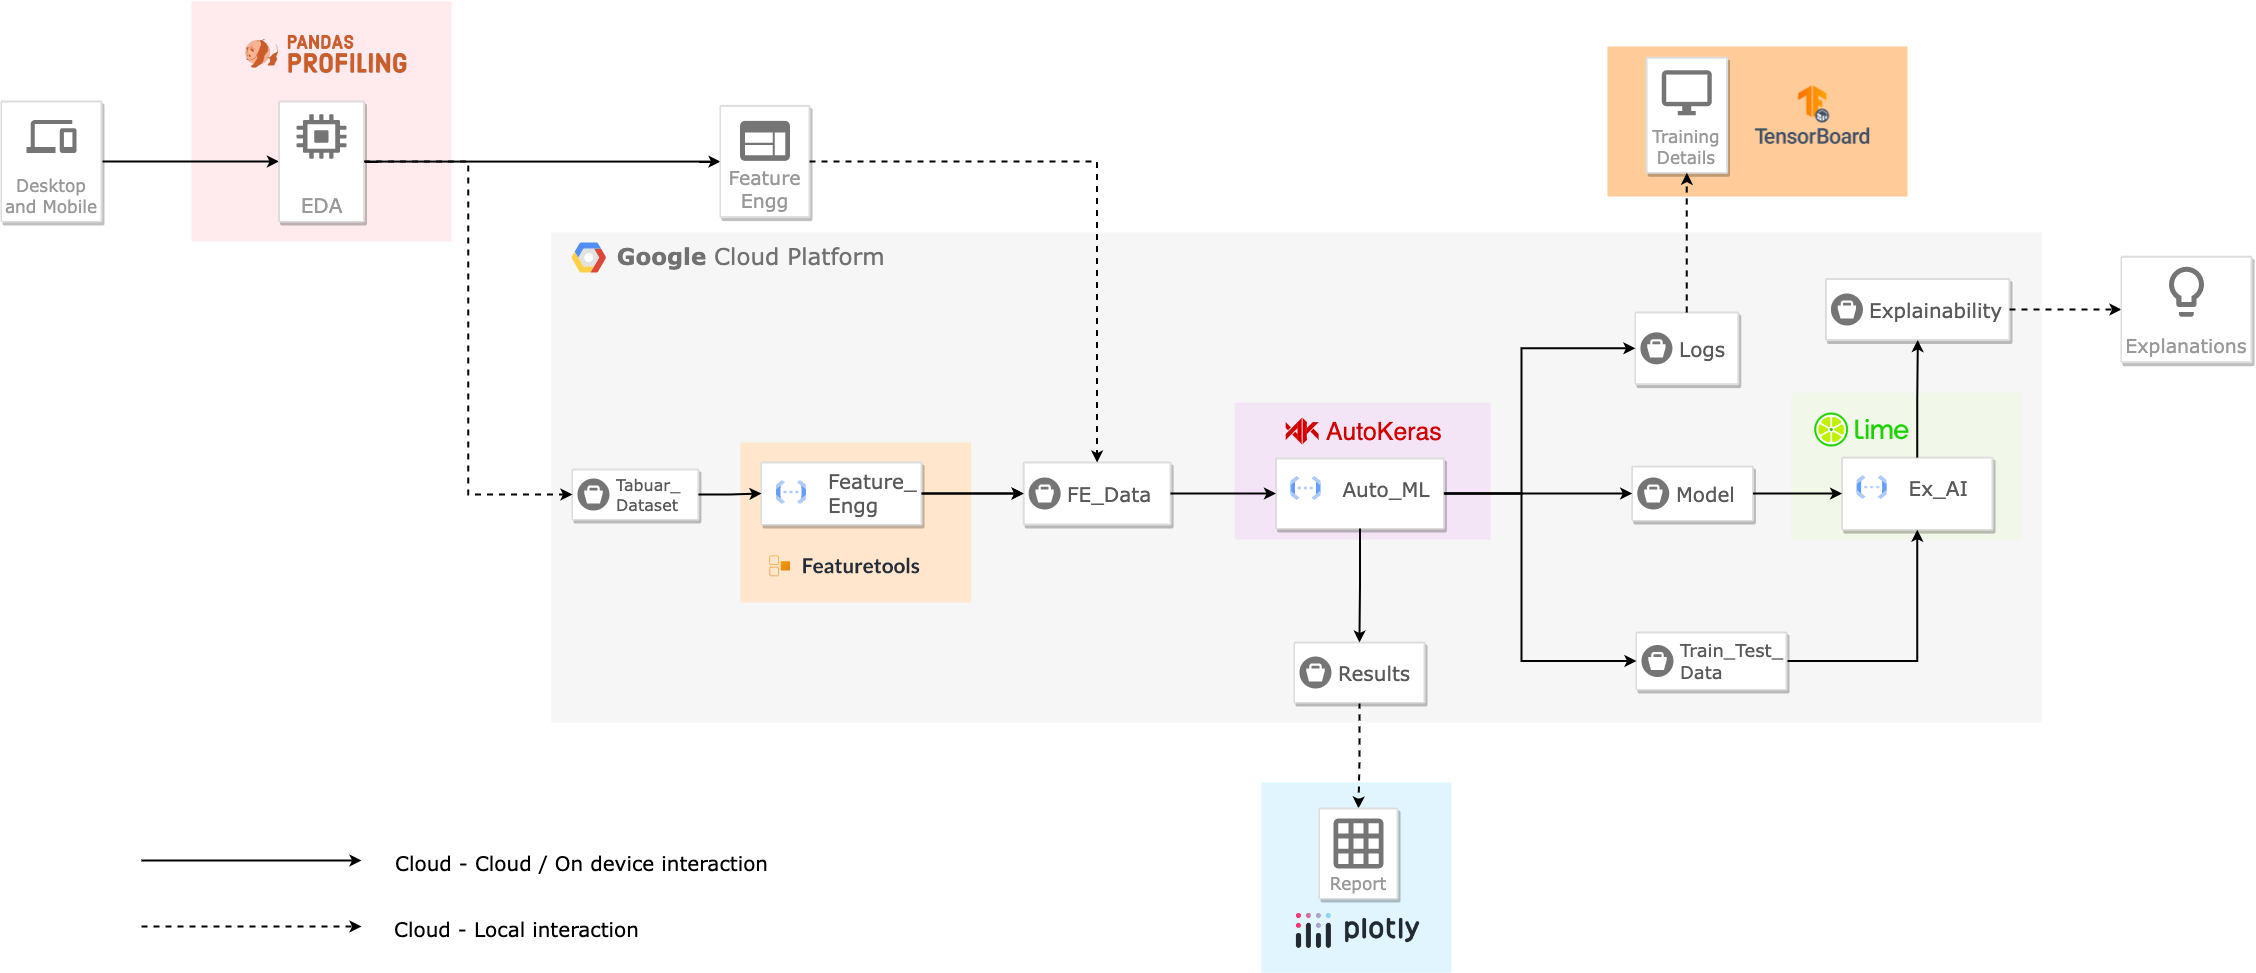 PANDAS
PROFILING
Desktop
and Mobile
EDA
Feature
Engg
Training
Details
TensorBoard
Google Cloud Platform
Explainability
Explanations
Logs
AutoKeras
Lime
Tabuar_
Dataset
Feature_
Engg
FE_Data
Auto_ML
Model
Ex_AI
Featuretools
Results
Train_Test_
Data
Report
plotly
Cloud - Cloud / On device interaction
Cloud - Local interaction